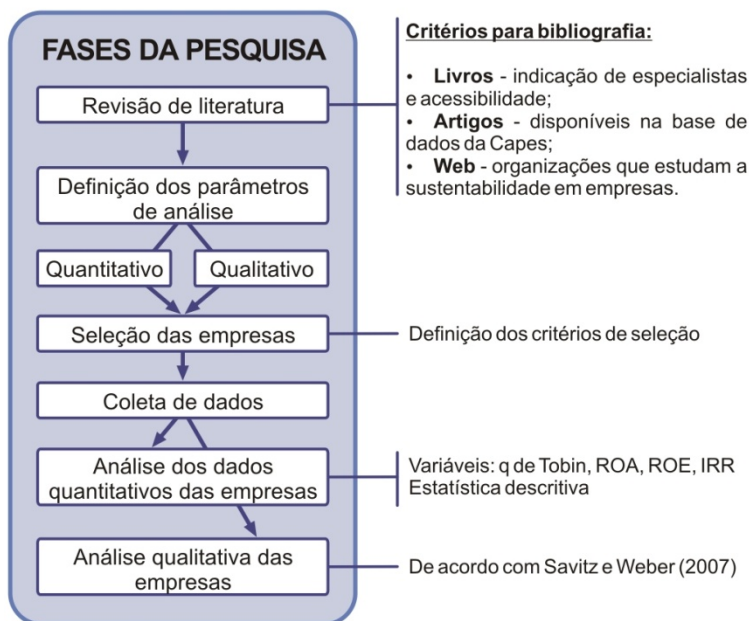 FASES DA PESQUISA
Revisão de literatura
Critérios para bibliografia:
• Livros - indicação de especialistas
e acessibilidade;
• Artigos - disponíveis na base de
dados da Capes;
• Web - organizações que estudam a
sustentabilidade em empresas.
Definição dos parâmetros
de análise
Quantitativo
Qualitativo
Seleção das empresas
Definição dos critérios de seleção
Coleta de dados
Análise dos dados
quantitativos das empresas
Variáveis: q de Tobin, ROA, ROE, IRR
Estatística descritiva
Análise qualitativa das
empresas
De acordo com Savitz e Weber (2007)